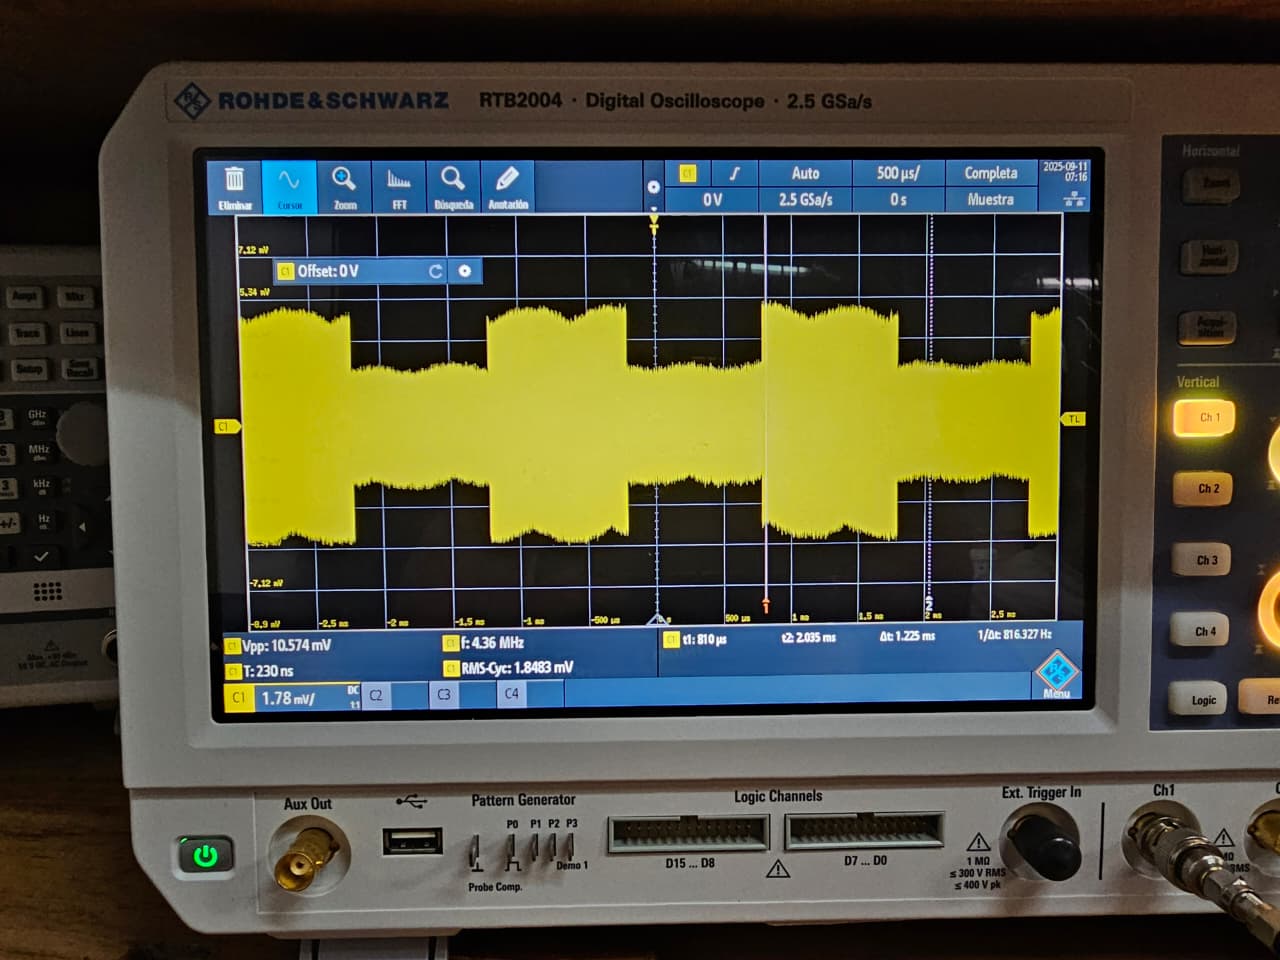 ROHDE&SCHWARZ RTB2004 · Digital Oscilloscope · 2.5 GSa/s
Eliminar Cursor Zoom FFT Búsqueda Anotación
C1 Auto 500 µs/ Completa
0 V 2.5 GSa/s 0 s Muestra
2025-09-11
07:16
T
7.12 mV
C1 Offset: 0 V
5.34 mV
C1
TL
-7.12 mV
-8.9 mV -2.5 ms -2 ms -1.5 ms -1 ms -500 µs 0 s 500 µs 1 ms 1.5 ms 2 ms 2.5 ms
1
2
C1 Vpp: 10.574 mV C1 f: 4.36 MHz C1 t1: 810 µs t2: 2.035 ms Δt: 1.225 ms 1/Δt: 816.327 Hz
C1 T: 230 ns C1 RMS-Cyc: 1.8483 mV
C1 1.78 mV/ DC 1:1 C2 C3 C4
R&S
Menu
Horizontal
Zoom
Hori-
zontal
Acqui-
sition
Vertical
Ch 1
Ch 2
Ch 3
Ch 4
Logic
Re
Ampt Mkr
Trace Lines
Setup
GHz
dBm
MHz
kHz
Hz
+/-
Aux Out
Pattern Generator
P0 P1 P2 P3
Demo 1
Probe Comp.
Logic Channels
D15 ... D8 D7 ... D0
Ext. Trigger In
1 MΩ
≤ 300 V RMS
≤ 400 V pk
Ch1